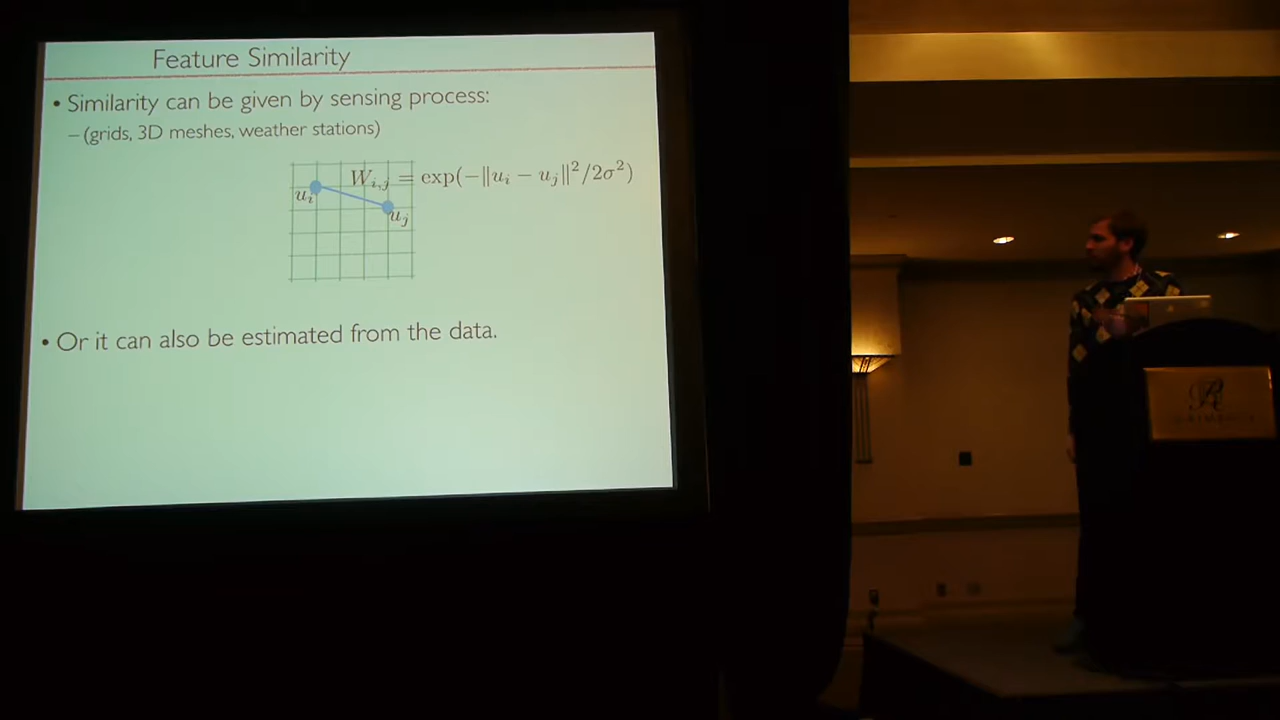 Feature Similarity
• Similarity can be given by sensing process:
– (grids, 3D meshes, weather stations)
W_{i,j} = exp(−‖u_i − u_j‖²/2σ²)
u_i
u_j
• Or it can also be estimated from the data.